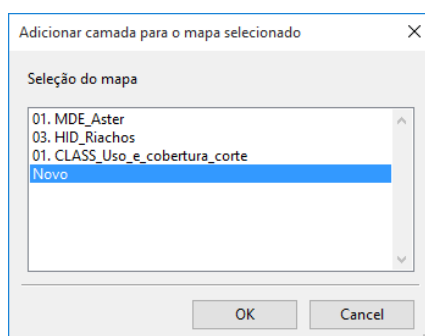 Adicionar camada para o mapa selecionado
Seleção do mapa
01. MDE_Aster
03. HID_Riachos
01. CLASS_Uso_e_cobertura_corte
Novo
OK Cancel